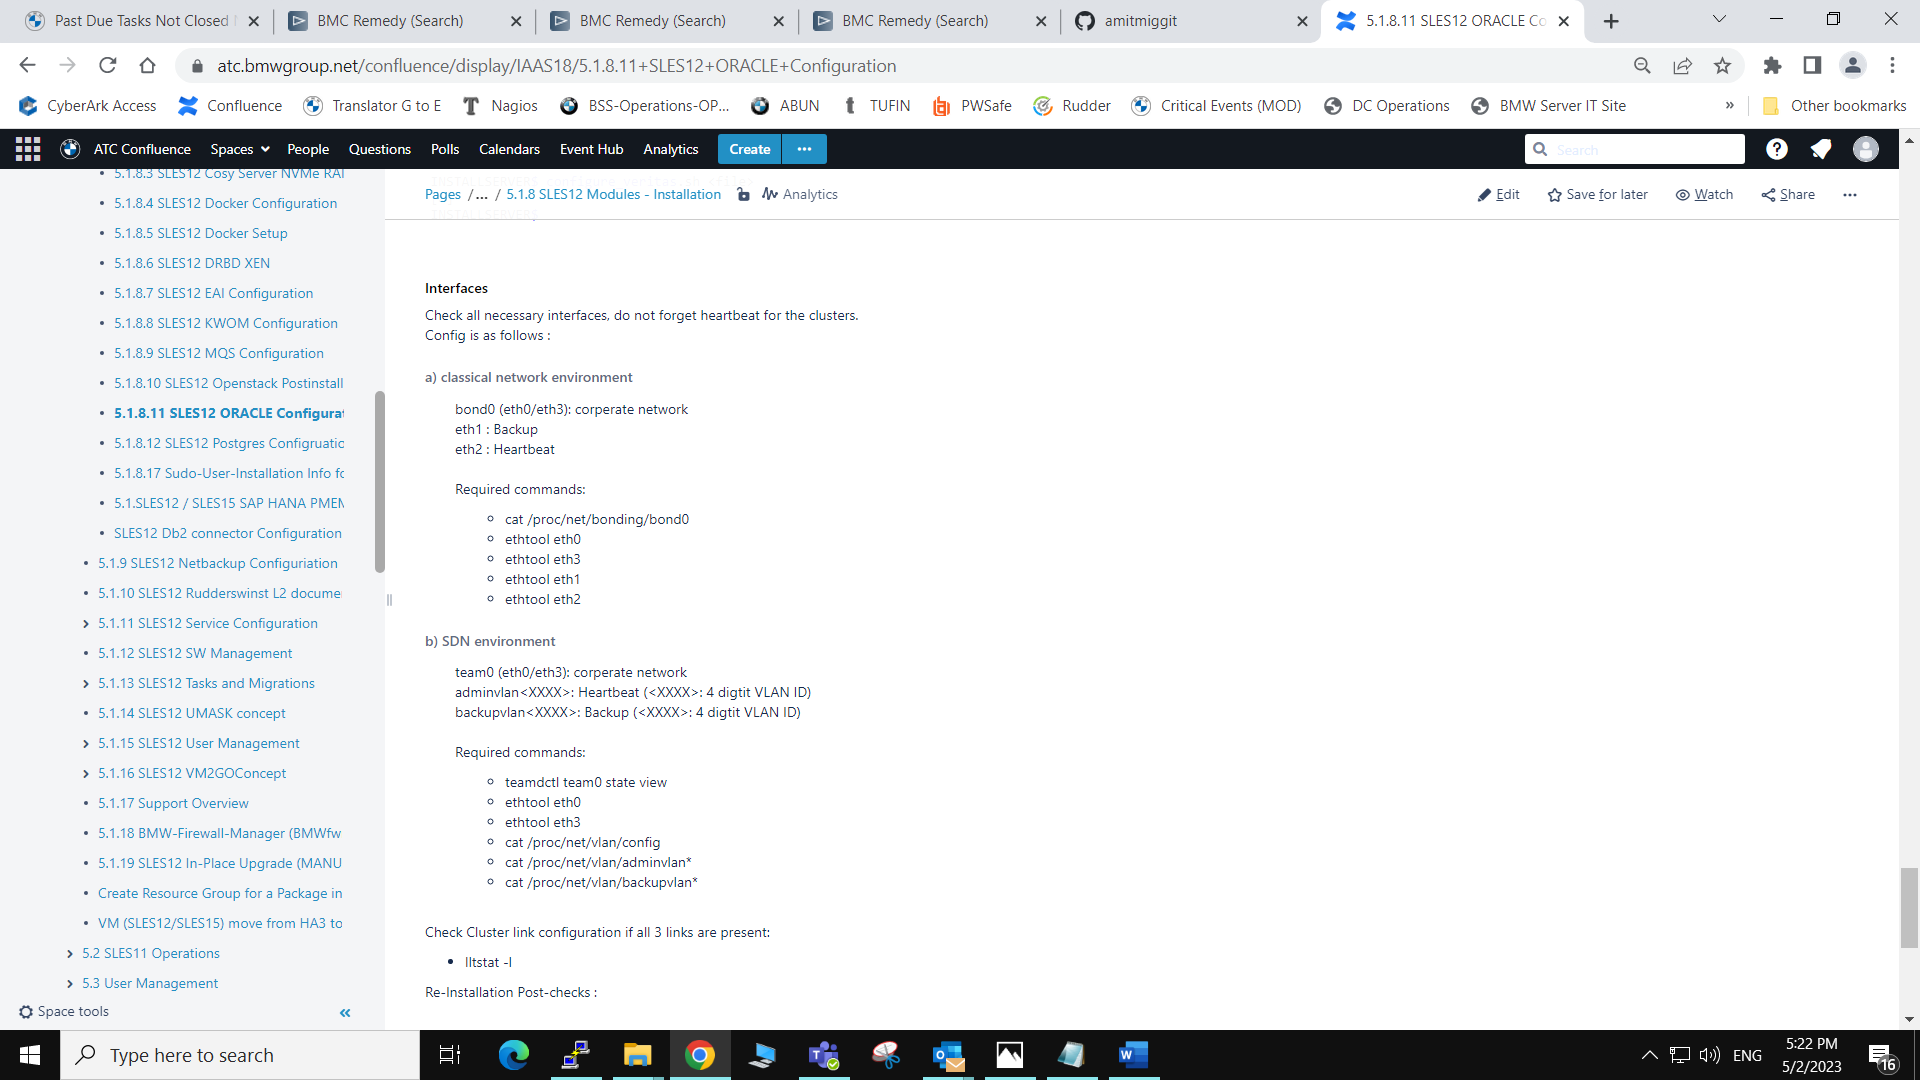 Past Due Tasks Not Closed
BMC Remedy (Search)
BMC Remedy (Search)
BMC Remedy (Search)
amitmiggit
5.1.8.11 SLES12 ORACLE Co
atc.bmwgroup.net/confluence/display/IAAS18/5.1.8.11+SLES12+ORACLE+Configuration
CyberArk Access
Confluence
Translator G to E
Nagios
BSS-Operations-OP...
ABUN
TUFIN
PWSafe
Rudder
Critical Events (MOD)
DC Operations
BMW Server IT Site
»
Other bookmarks
ATC Confluence
Spaces
People
Questions
Polls
Calendars
Event Hub
Analytics
Create
Search
5.1.8.3 SLES12 Cosy Server NVMe RAI
5.1.8.4 SLES12 Docker Configuration
5.1.8.5 SLES12 Docker Setup
5.1.8.6 SLES12 DRBD XEN
5.1.8.7 SLES12 EAI Configuration
5.1.8.8 SLES12 KWOM Configuration
5.1.8.9 SLES12 MQS Configuration
5.1.8.10 SLES12 Openstack Postinstall
5.1.8.11 SLES12 ORACLE Configurat
5.1.8.12 SLES12 Postgres Configruatio
5.1.8.17 Sudo-User-Installation Info fo
5.1.SLES12 / SLES15 SAP HANA PMEM
SLES12 Db2 connector Configuration
5.1.9 SLES12 Netbackup Configuriation
5.1.10 SLES12 Rudderswinst L2 docume
5.1.11 SLES12 Service Configuration
5.1.12 SLES12 SW Management
5.1.13 SLES12 Tasks and Migrations
5.1.14 SLES12 UMASK concept
5.1.15 SLES12 User Management
5.1.16 SLES12 VM2GOConcept
5.1.17 Support Overview
5.1.18 BMW-Firewall-Manager (BMWfw
5.1.19 SLES12 In-Place Upgrade (MANU
Create Resource Group for a Package in
VM (SLES12/SLES15) move from HA3 to
5.2 SLES11 Operations
5.3 User Management
Space tools
«
Pages /... / 5.1.8 SLES12 Modules - Installation
Analytics
Edit
Save for later
Watch
Share
Interfaces
Check all necessary interfaces, do not forget heartbeat for the clusters.
Config is as follows :
a) classical network environment
bond0 (eth0/eth3): corperate network
eth1 : Backup
eth2 : Heartbeat
Required commands:
cat /proc/net/bonding/bond0
ethtool eth0
ethtool eth3
ethtool eth1
ethtool eth2
b) SDN environment
team0 (eth0/eth3): corperate network
adminvlan<XXXX>: Heartbeat (<XXXX>: 4 digtit VLAN ID)
backupvlan<XXXX>: Backup (<XXXX>: 4 digtit VLAN ID)
Required commands:
teamdctl team0 state view
ethtool eth0
ethtool eth3
cat /proc/net/vlan/config
cat /proc/net/vlan/adminvlan*
cat /proc/net/vlan/backupvlan*
Check Cluster link configuration if all 3 links are present:
lltstat -l
Re-Installation Post-checks :
Type here to search
ENG
5:22 PM
5/2/2023
16